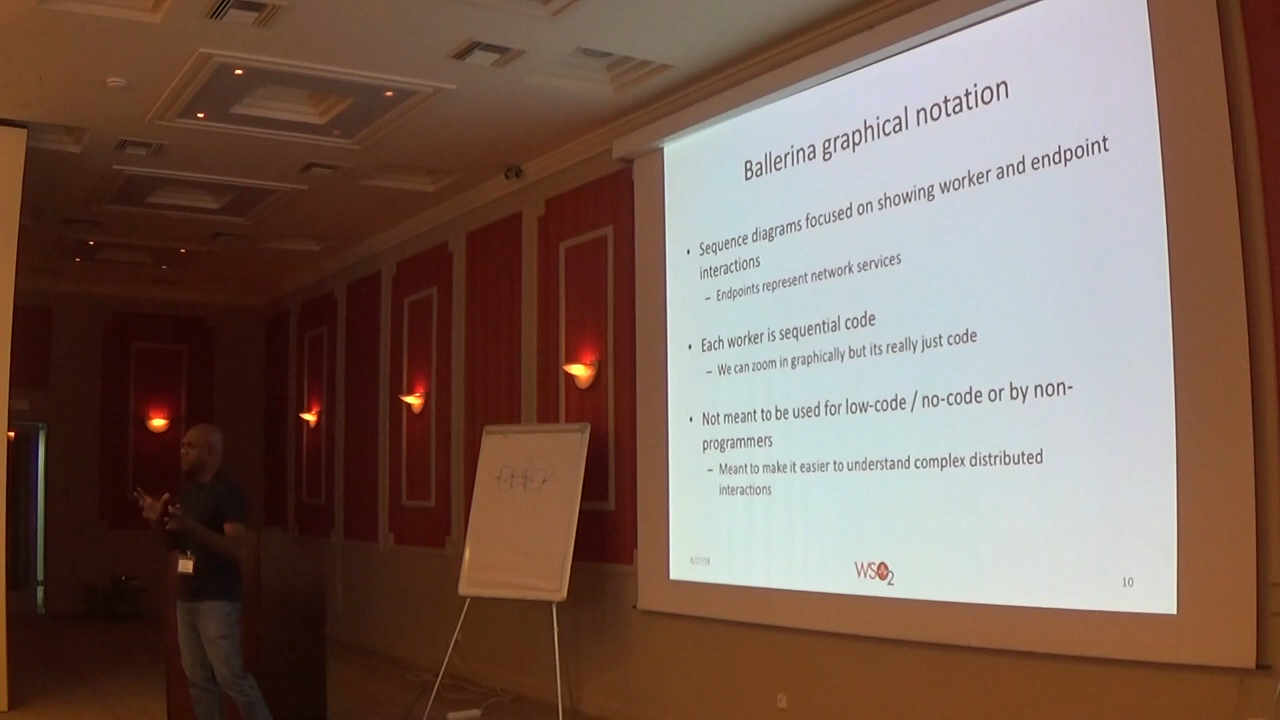 Ballerina graphical notation
• Sequence diagrams focused on showing worker and endpoint
interactions
– Endpoints represent network services
• Each worker is sequential code
– We can zoom in graphically but its really just code
• Not meant to be used for low-code / no-code or by non-
programmers
– Meant to make it easier to understand complex distributed
interactions
WSO2
10